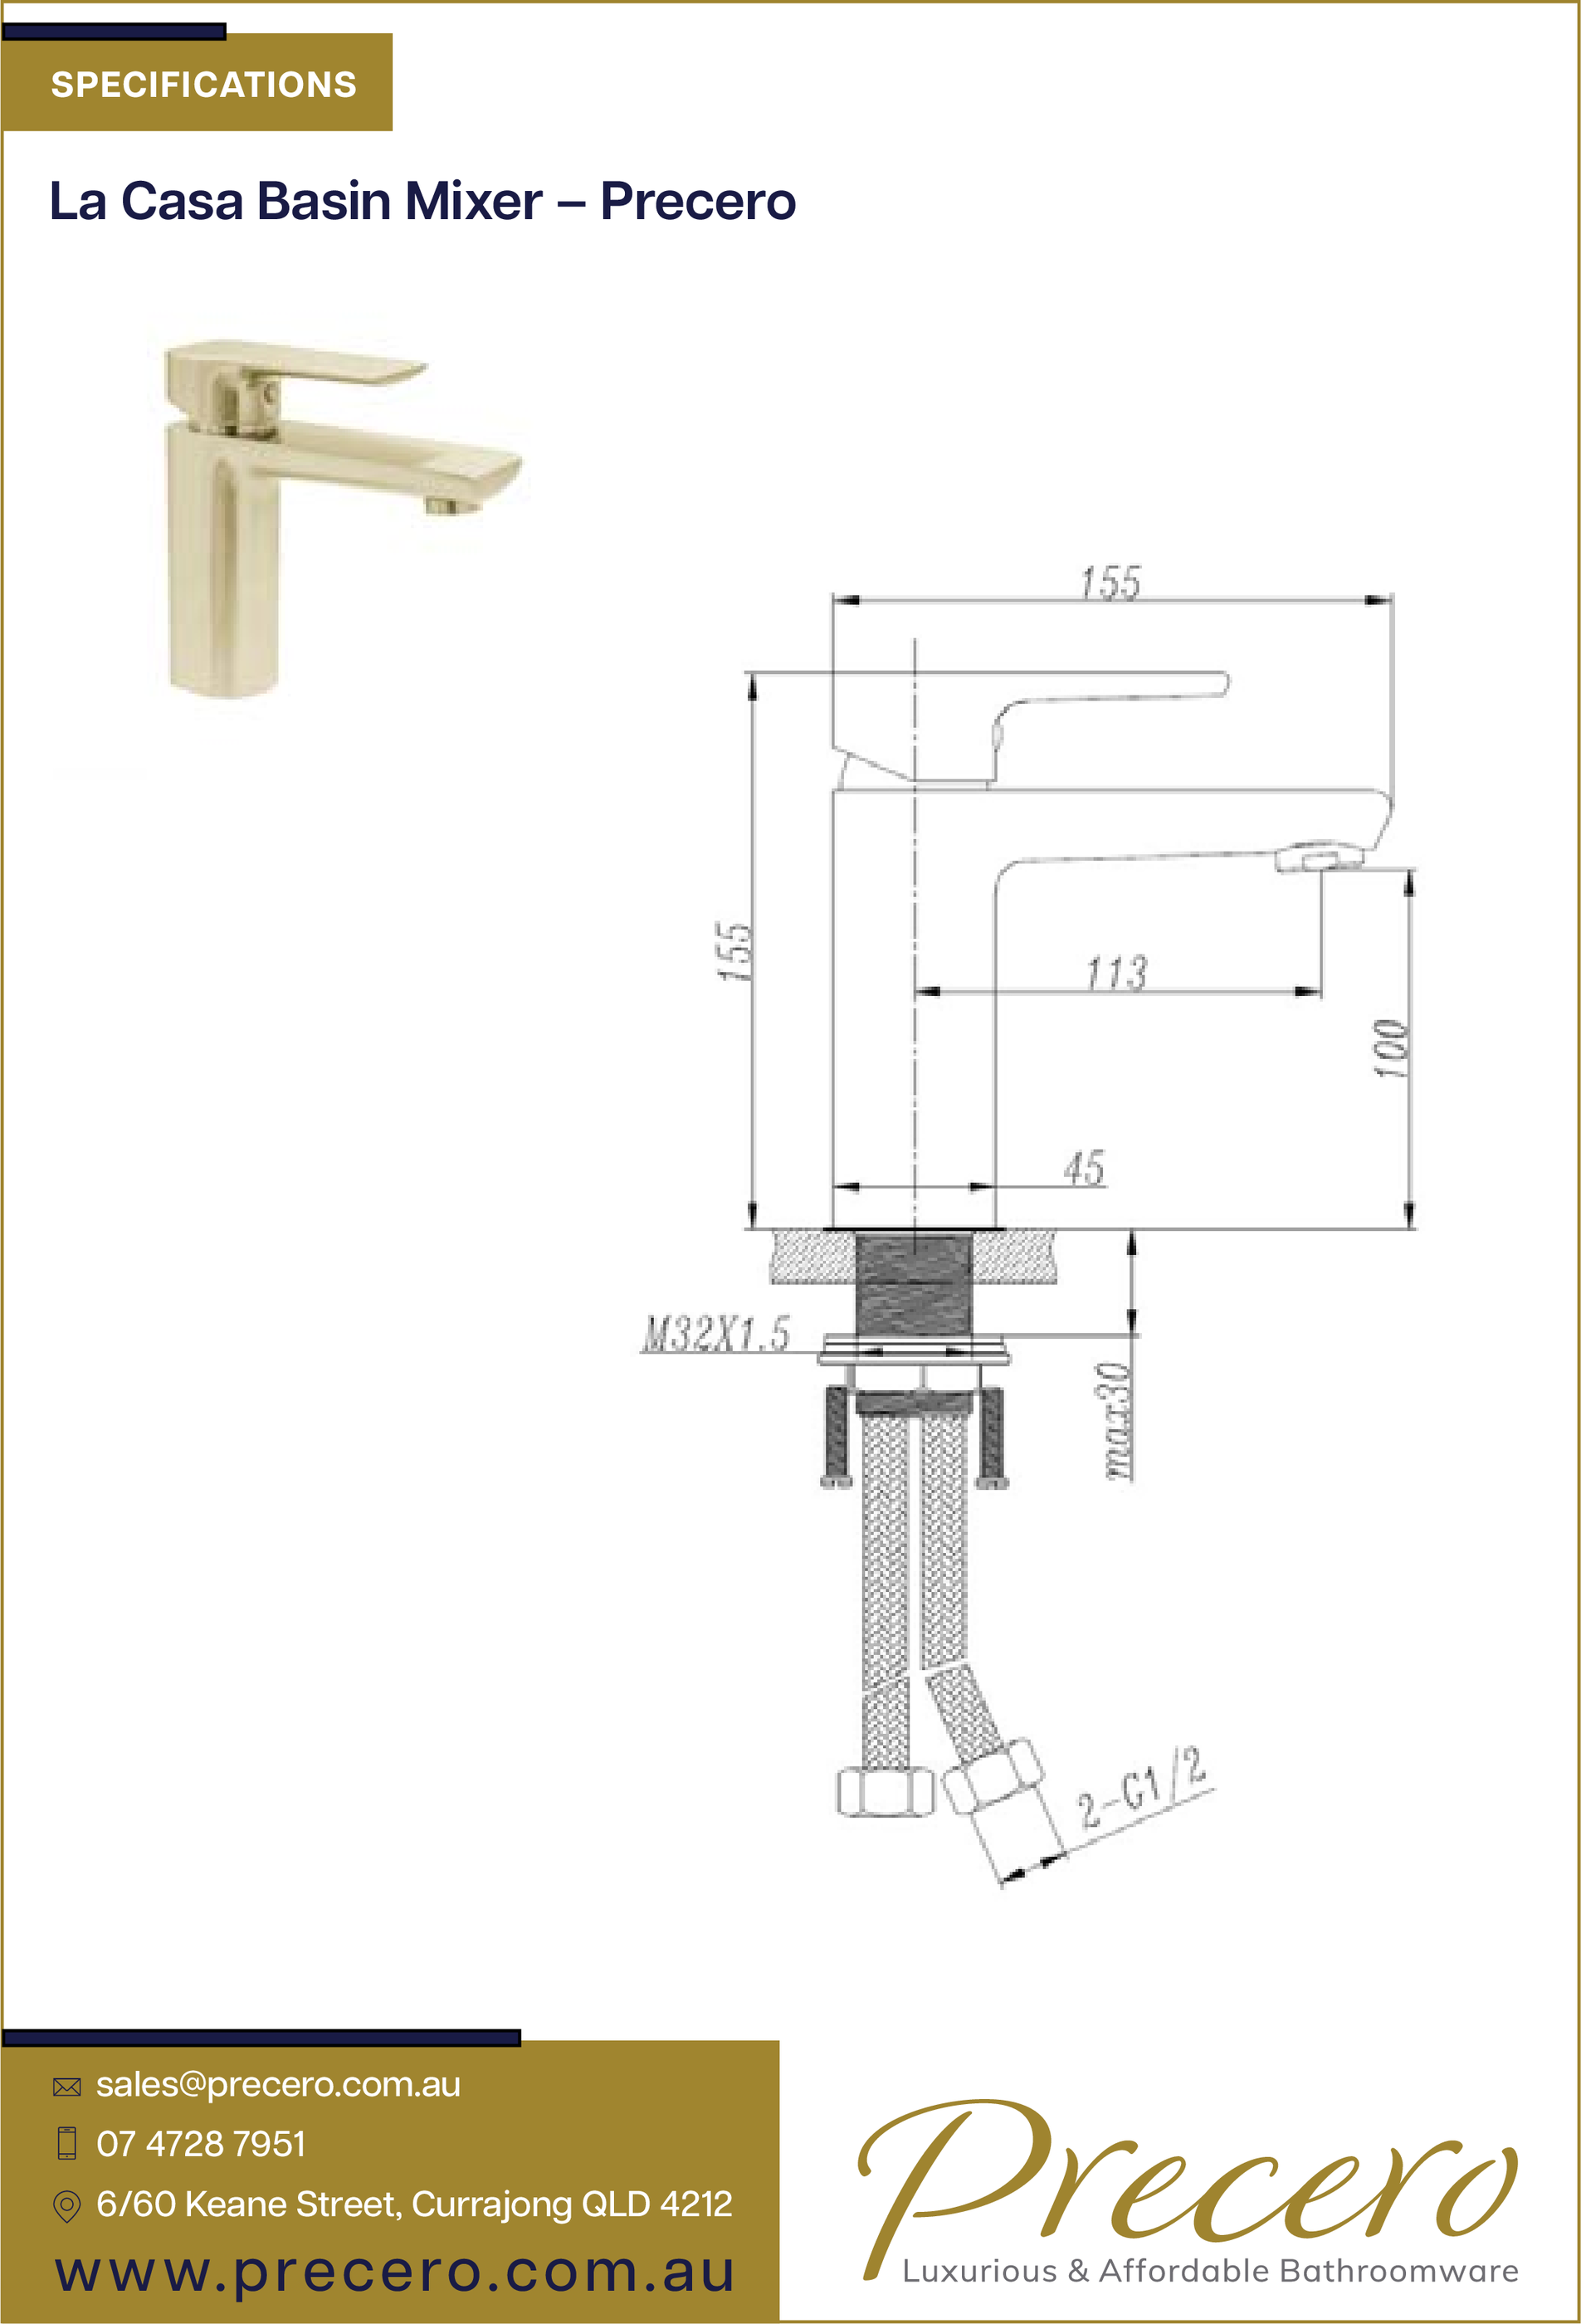 SPECIFICATIONS
La Casa Basin Mixer – Precero
155
155
113
100
45
M32X1.5
max30
2-G1/2
sales@precero.com.au
07 4728 7951
6/60 Keane Street, Currajong QLD 4212
www.precero.com.au
Precero
Luxurious & Affordable Bathroomware